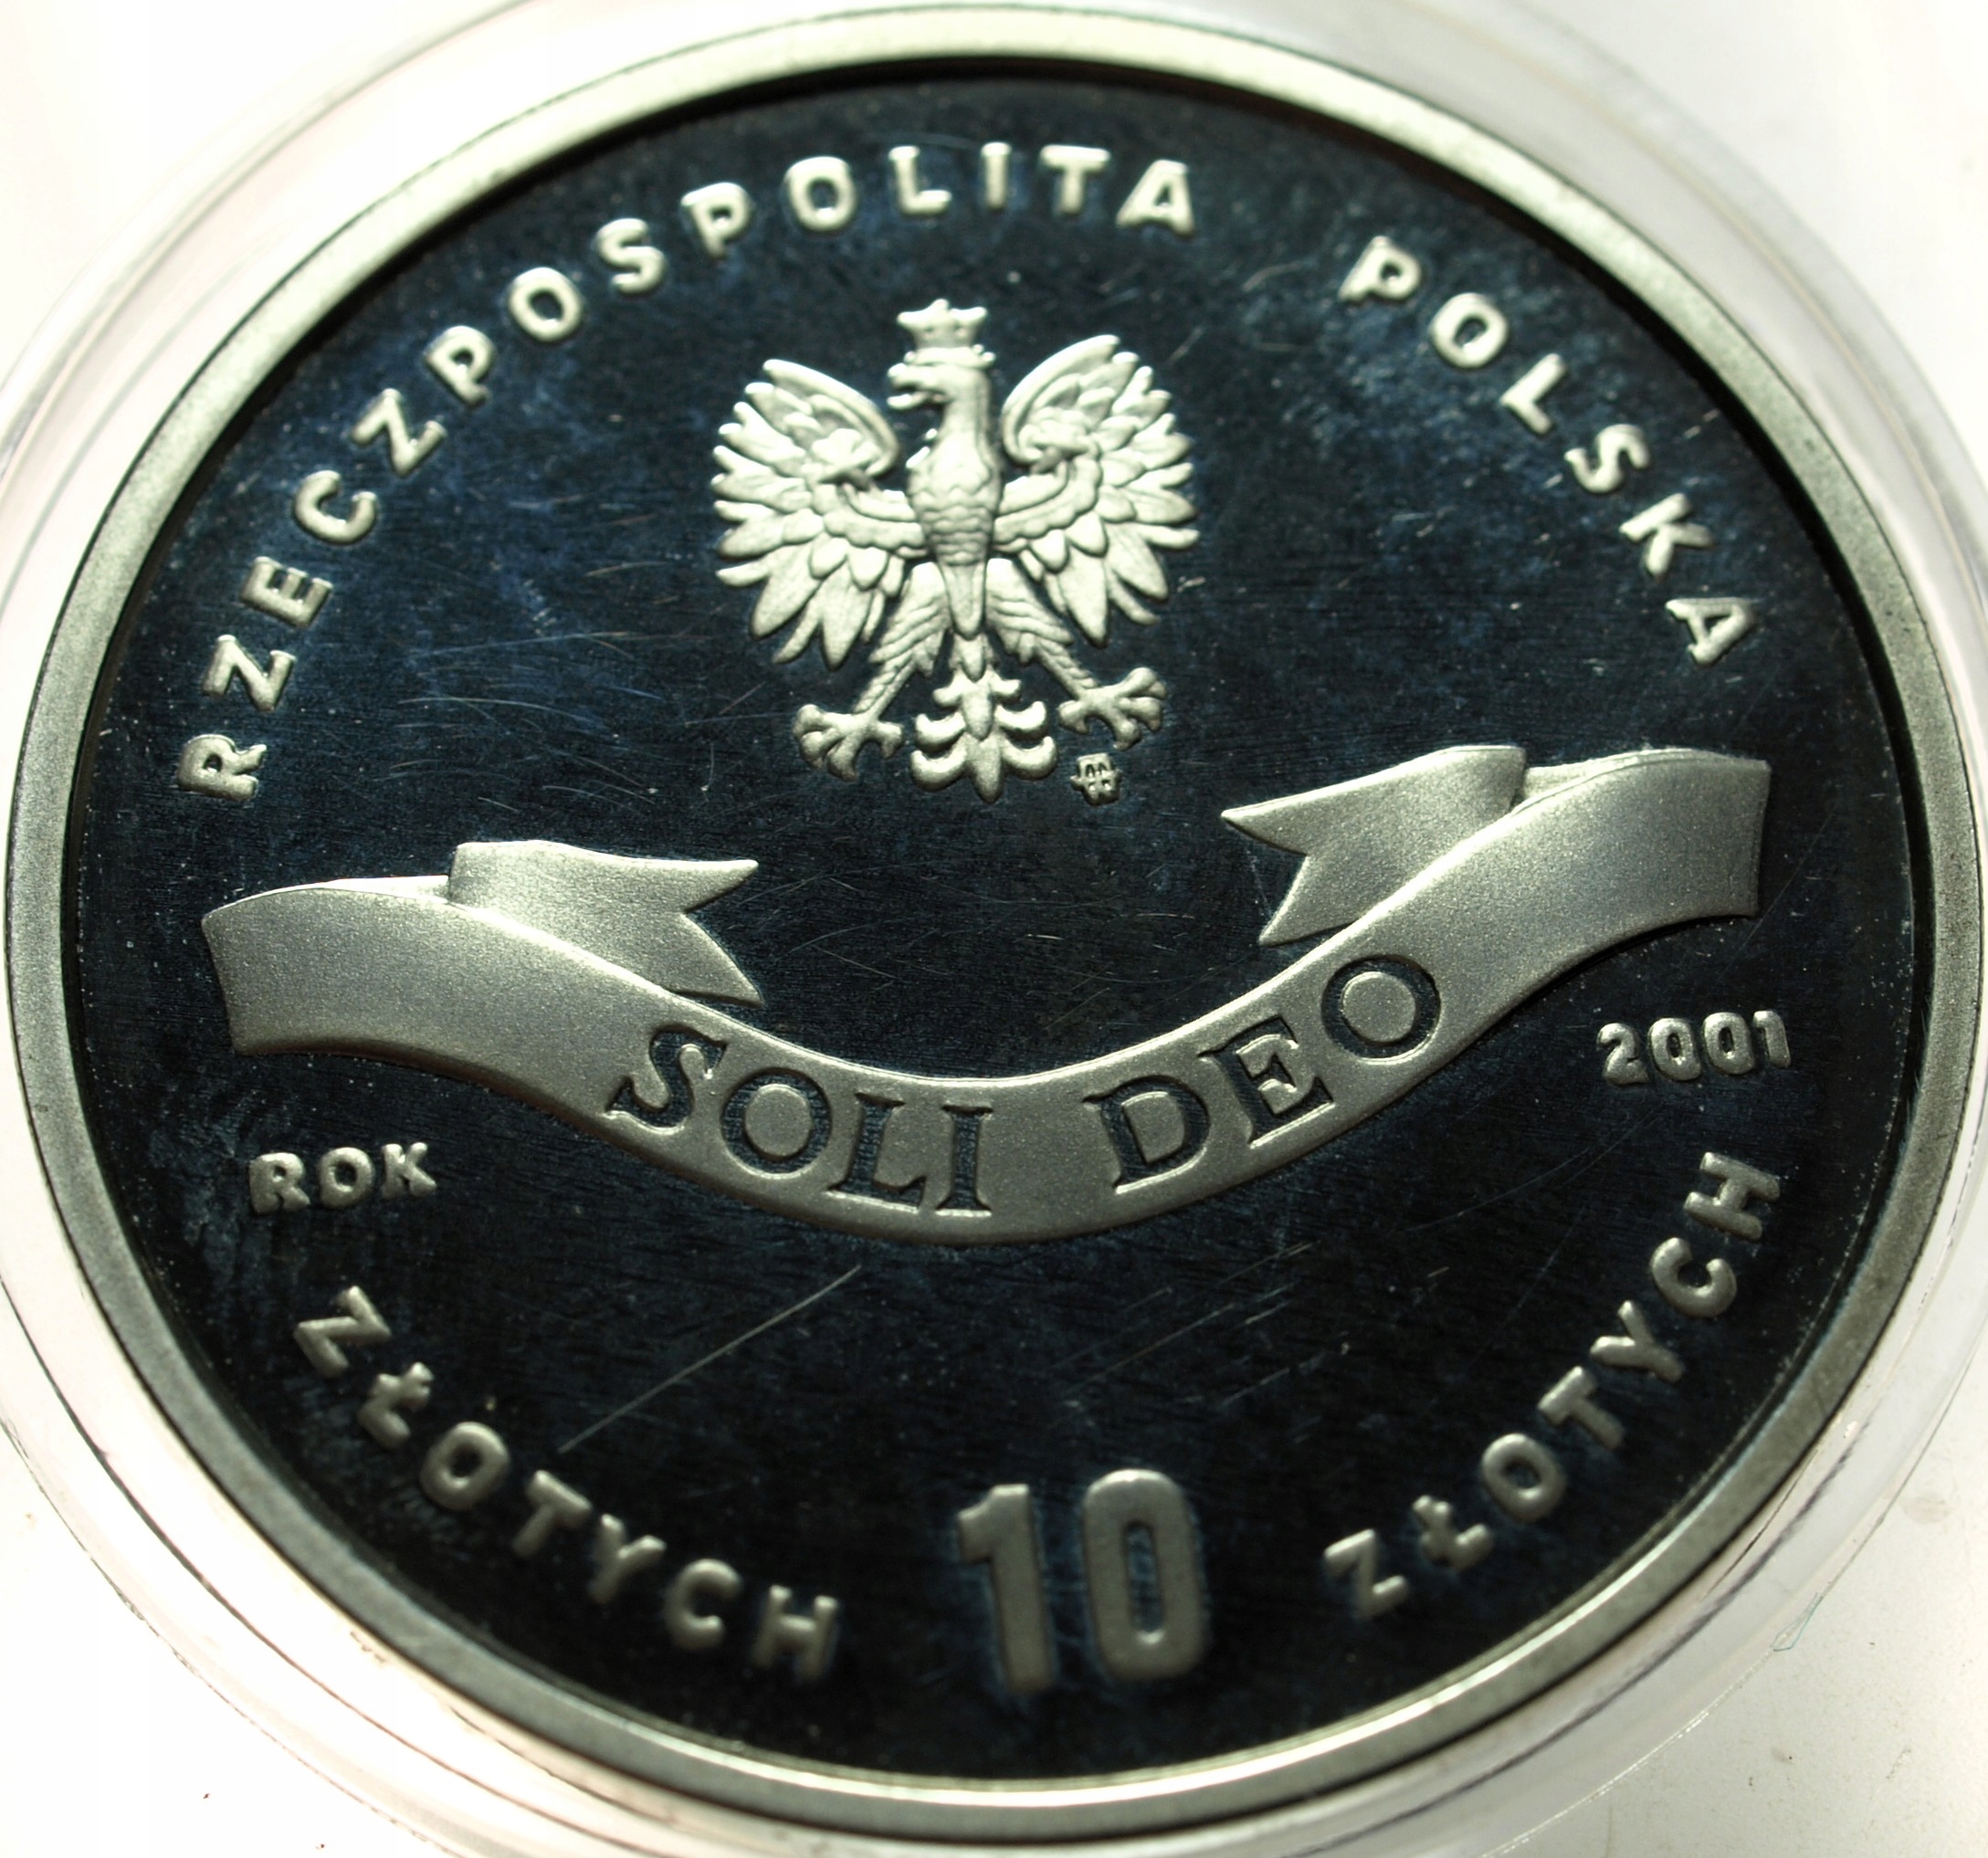 RZECZPOSPOLITA POLSKA
SOLI DEO
ROK 2001
ZŁOTYCH 10 ZŁOTYCH